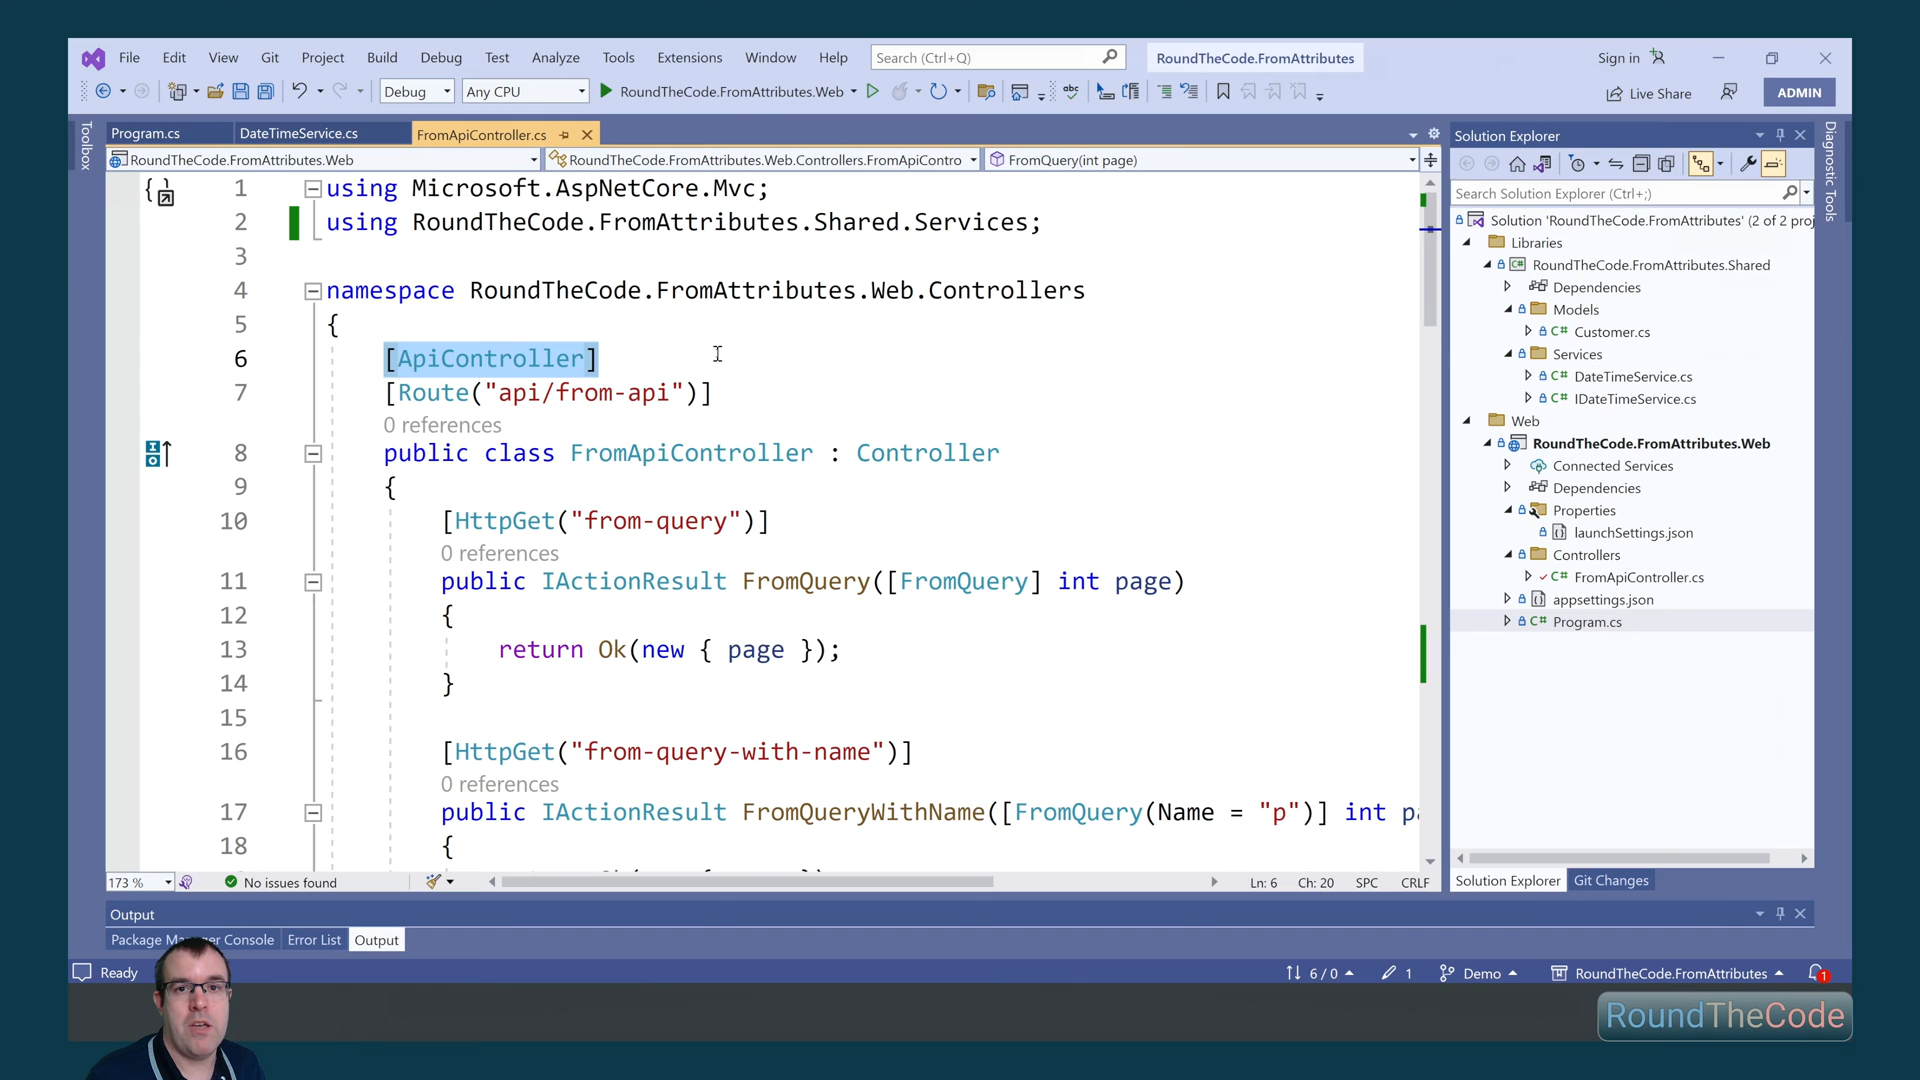 File Edit View Git Project Build Debug Test Analyze Tools Extensions Window Help Search (Ctrl+Q) RoundTheCode.FromAttributes Sign in
Debug Any CPU RoundTheCode.FromAttributes.Web Live Share ADMIN
Toolbox
Program.cs DateTimeService.cs FromApiController.cs
RoundTheCode.FromAttributes.Web RoundTheCode.FromAttributes.Web.Controllers.FromApiContro FromQuery(int page)
1 using Microsoft.AspNetCore.Mvc;
2 using RoundTheCode.FromAttributes.Shared.Services;
3
4 namespace RoundTheCode.FromAttributes.Web.Controllers
5 {
6 [ApiController]
7 [Route("api/from-api")]
0 references
8 public class FromApiController : Controller
9 {
10 [HttpGet("from-query")]
0 references
11 public IActionResult FromQuery([FromQuery] int page)
12 {
13 return Ok(new { page });
14 }
15
16 [HttpGet("from-query-with-name")]
0 references
17 public IActionResult FromQueryWithName([FromQuery(Name = "p")] int pa
18 {
173 % No issues found Ln: 6 Ch: 20 SPC CRLF
Solution Explorer
Search Solution Explorer (Ctrl+;)
Solution 'RoundTheCode.FromAttributes' (2 of 2 proj
Libraries
RoundTheCode.FromAttributes.Shared
Dependencies
Models
C# Customer.cs
Services
C# DateTimeService.cs
C# IDateTimeService.cs
Web
RoundTheCode.FromAttributes.Web
Connected Services
Dependencies
Properties
launchSettings.json
Controllers
C# FromApiController.cs
appsettings.json
C# Program.cs
Solution Explorer Git Changes
Diagnostic Tools
Output
Package Manager Console Error List Output
Ready 6 / 0 1 Demo RoundTheCode.FromAttributes 1
RoundTheCode